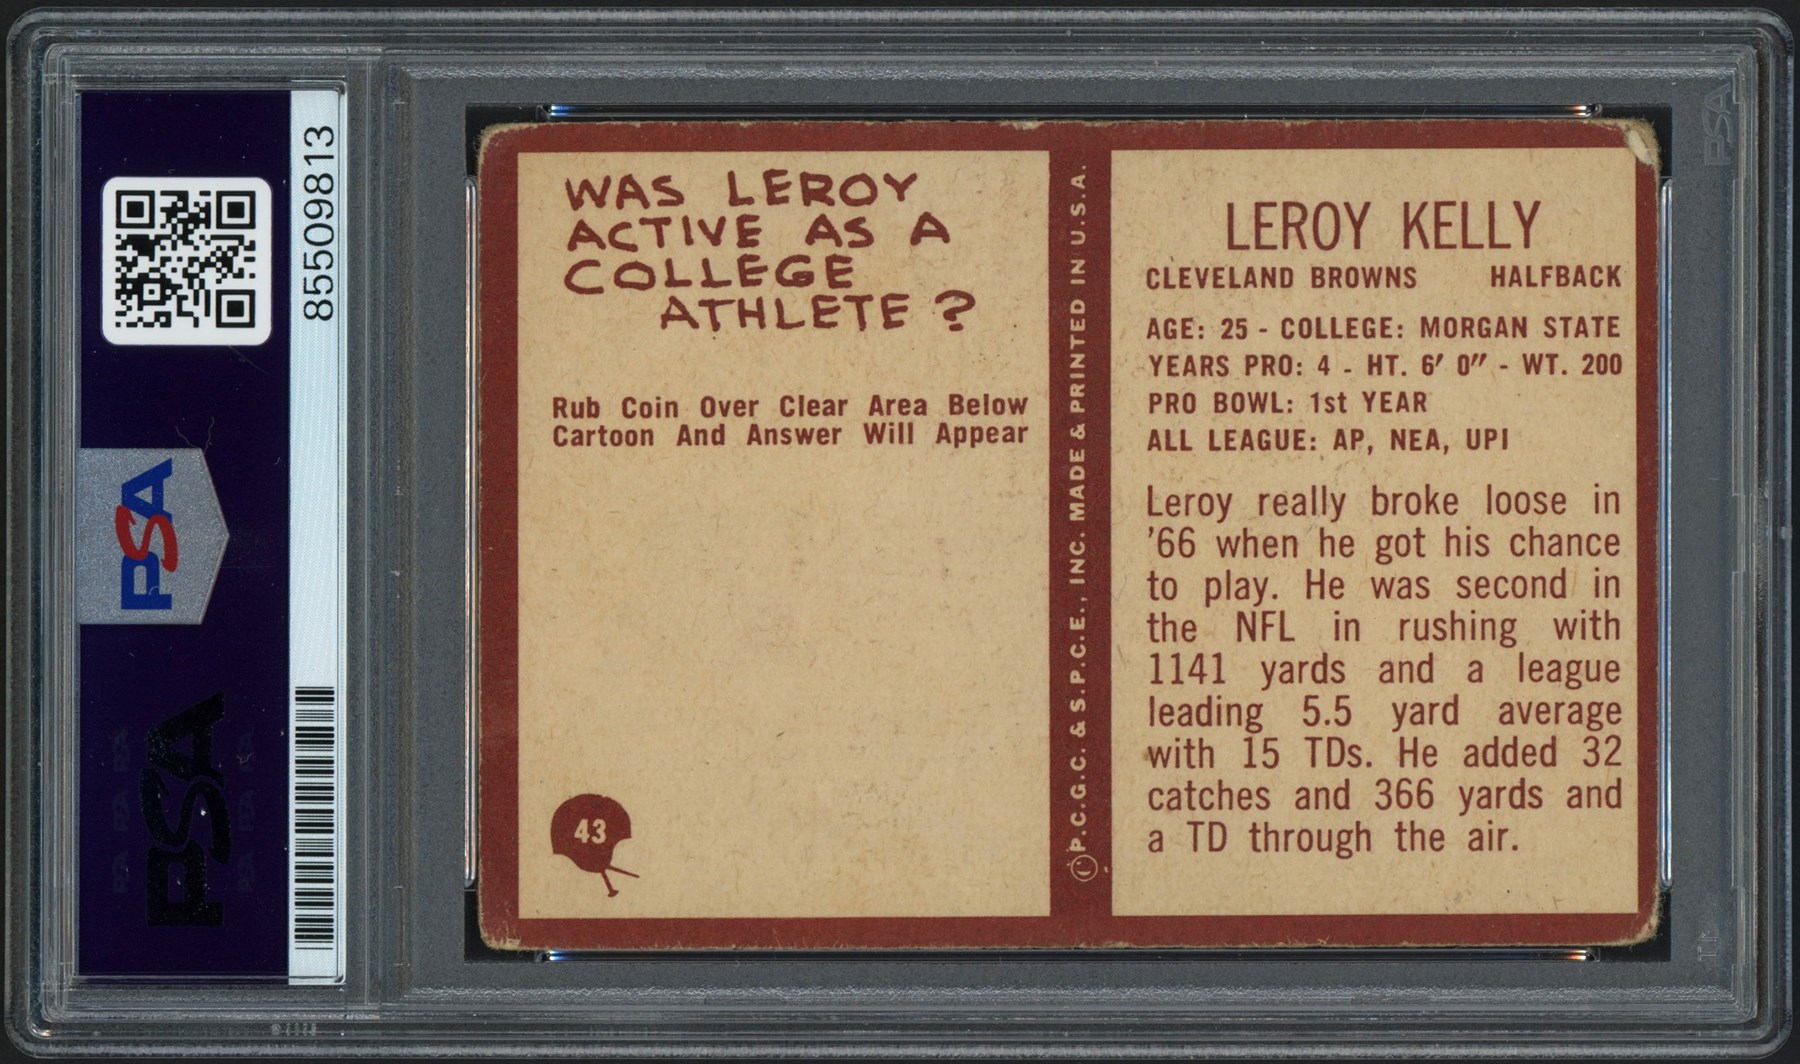 85509813
PSA
PSA
WAS LEROY
ACTIVE AS A
COLLEGE
ATHLETE?
Rub Coin Over Clear Area Below
Cartoon And Answer Will Appear
43
©P.C.G.C. & S.P.C.E., INC. MADE & PRINTED IN U.S.A.
LEROY KELLY
CLEVELAND BROWNS HALFBACK
AGE: 25 - COLLEGE: MORGAN STATE
YEARS PRO: 4 - HT. 6′ 0″ - WT. 200
PRO BOWL: 1st YEAR
ALL LEAGUE: AP, NEA, UPI
Leroy really broke loose in
'66 when he got his chance
to play. He was second in
the NFL in rushing with
1141 yards and a league
leading 5.5 yard average
with 15 TDs. He added 32
catches and 366 yards and
a TD through the air.
PSA